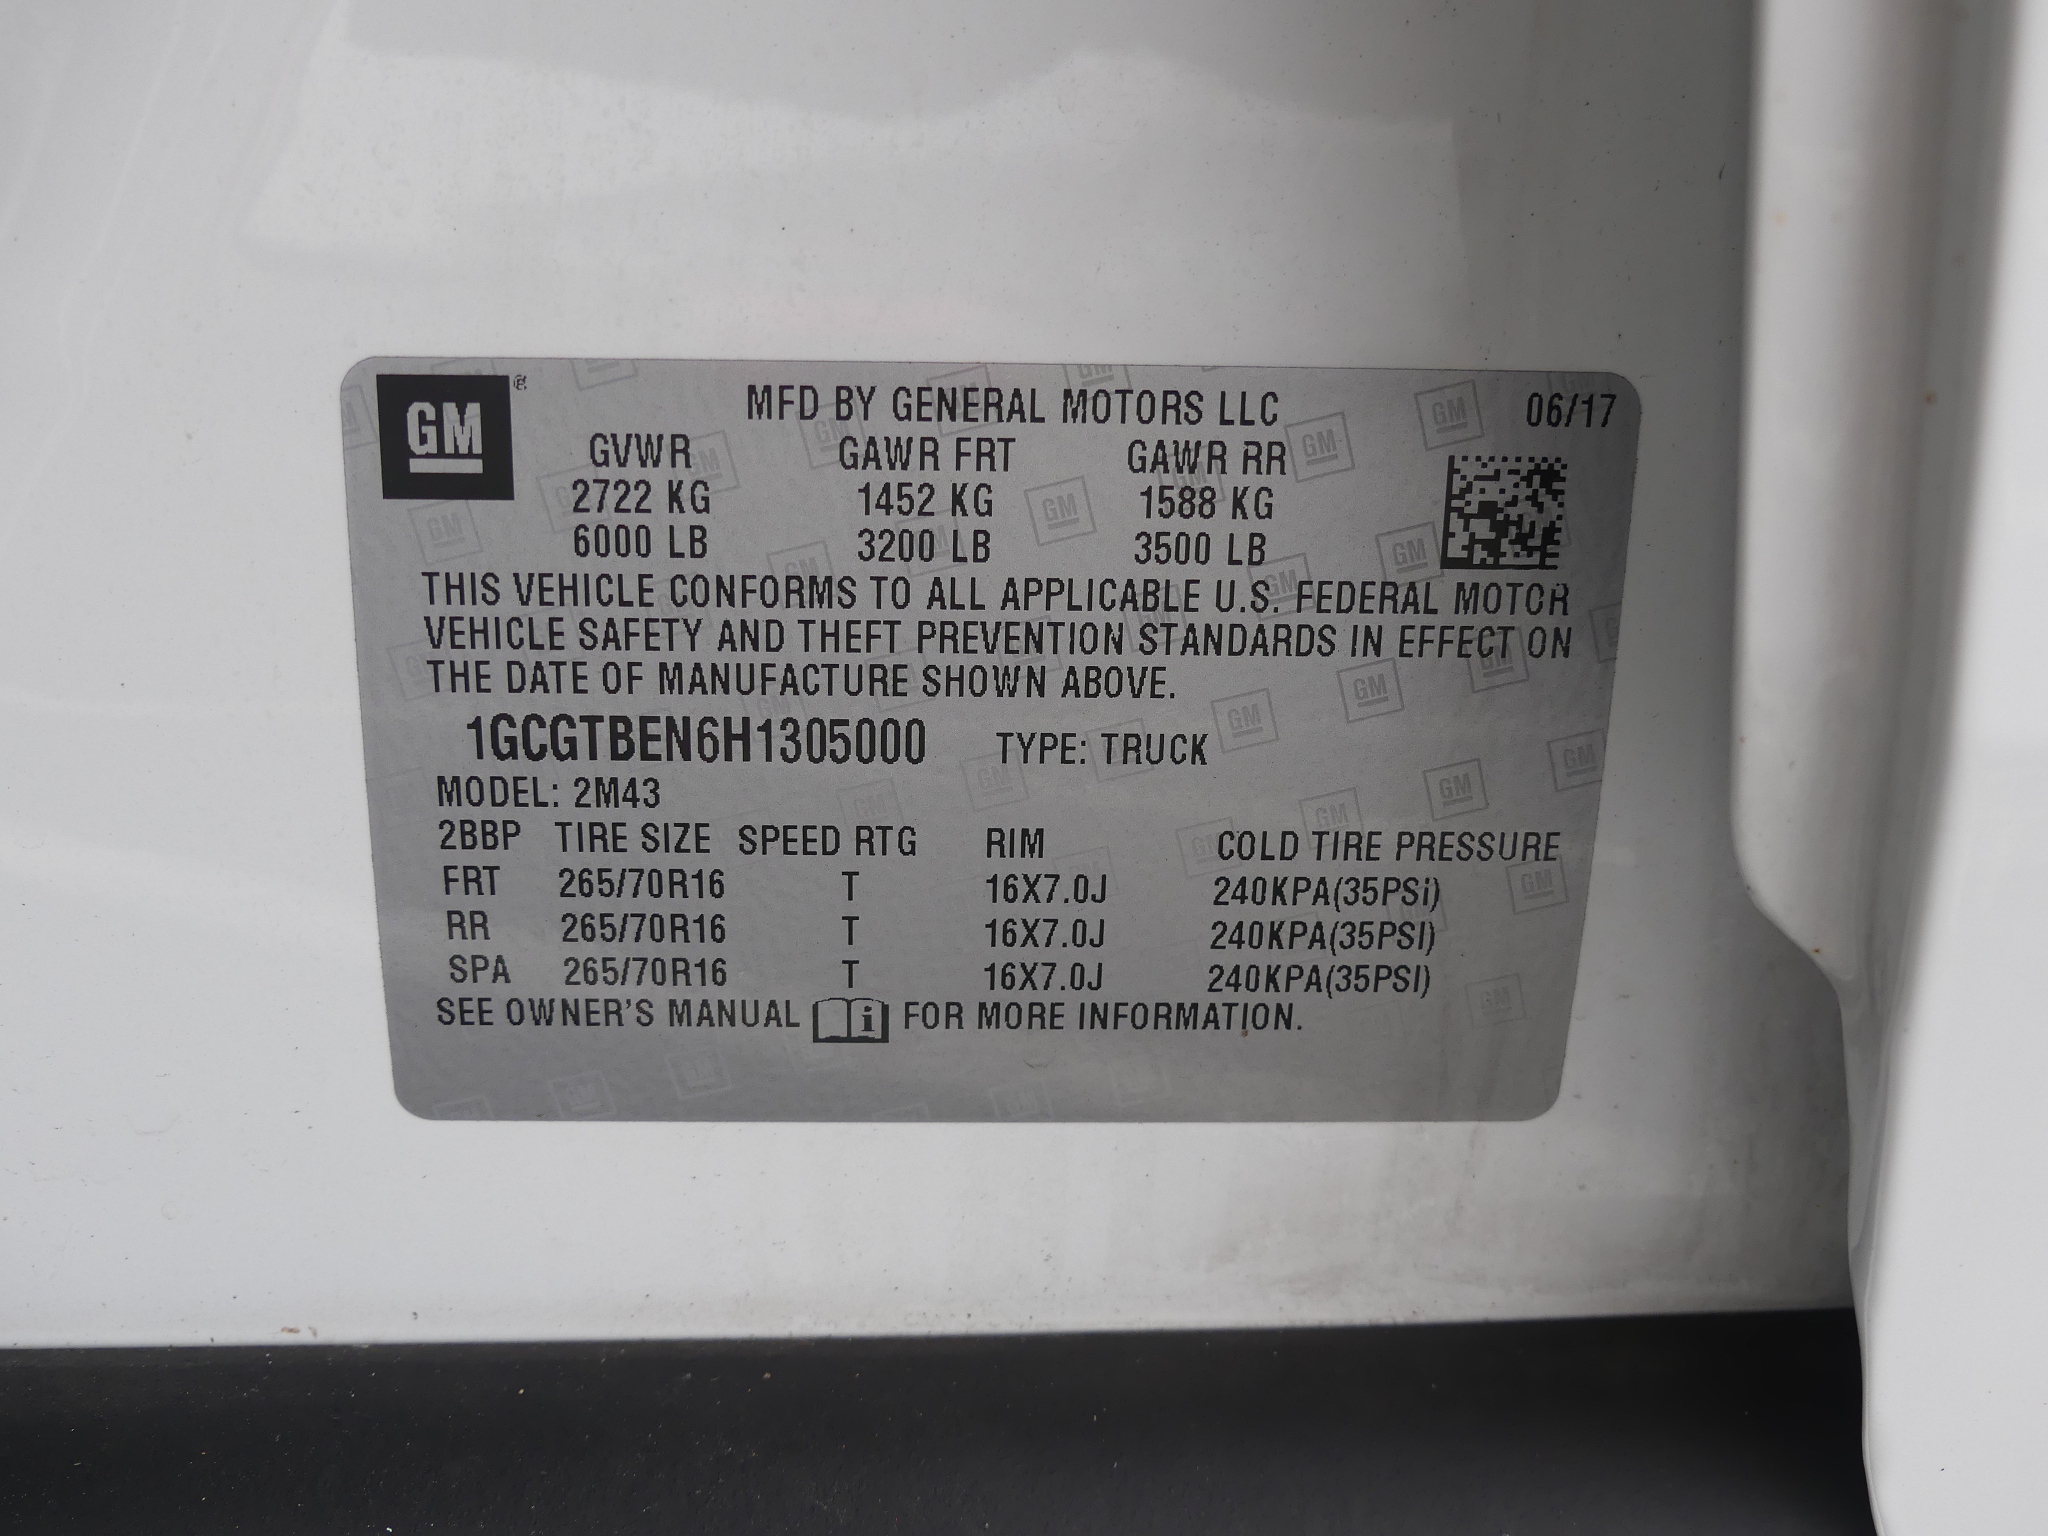 GM ®
MFD BY GENERAL MOTORS LLC 06/17
GVWR GAWR FRT GAWR RR
2722 KG 1452 KG 1588 KG
6000 LB 3200 LB 3500 LB
THIS VEHICLE CONFORMS TO ALL APPLICABLE U.S. FEDERAL MOTOR
VEHICLE SAFETY AND THEFT PREVENTION STANDARDS IN EFFECT ON
THE DATE OF MANUFACTURE SHOWN ABOVE.
1GCGTBEN6H1305000 TYPE: TRUCK
MODEL: 2M43
2BBP TIRE SIZE SPEED RTG RIM COLD TIRE PRESSURE
FRT 265/70R16 T 16X7.0J 240KPA(35PSi)
RR 265/70R16 T 16X7.0J 240KPA(35PSI)
SPA 265/70R16 T 16X7.0J 240KPA(35PSI)
SEE OWNER'S MANUAL i FOR MORE INFORMATION.